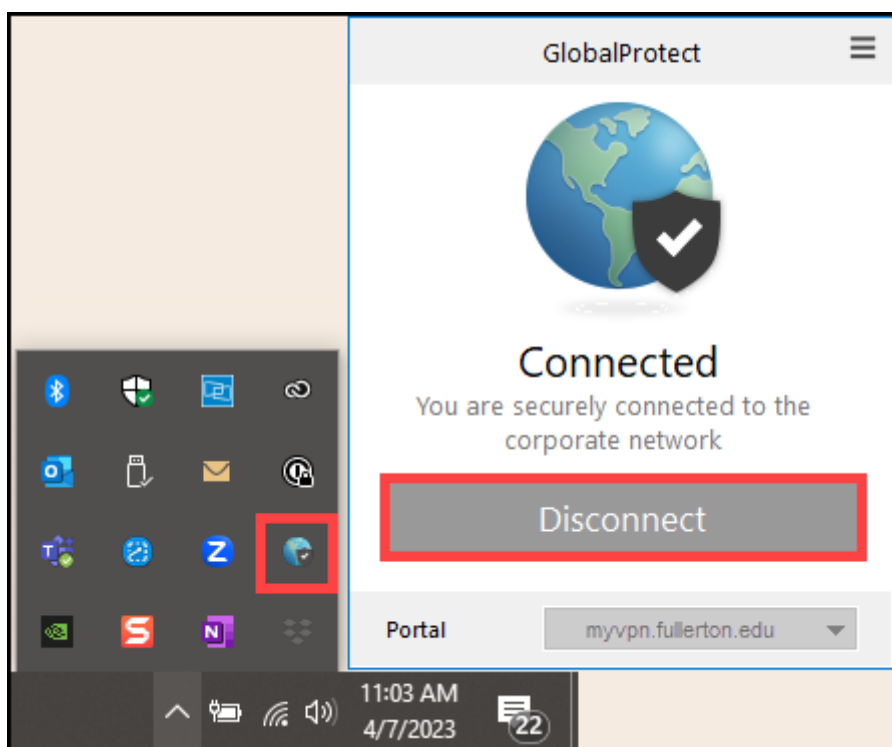 GlobalProtect
Connected
You are securely connected to the
corporate network
Disconnect
Portal
myvpn.fullerton.edu
11:03 AM
4/7/2023
22